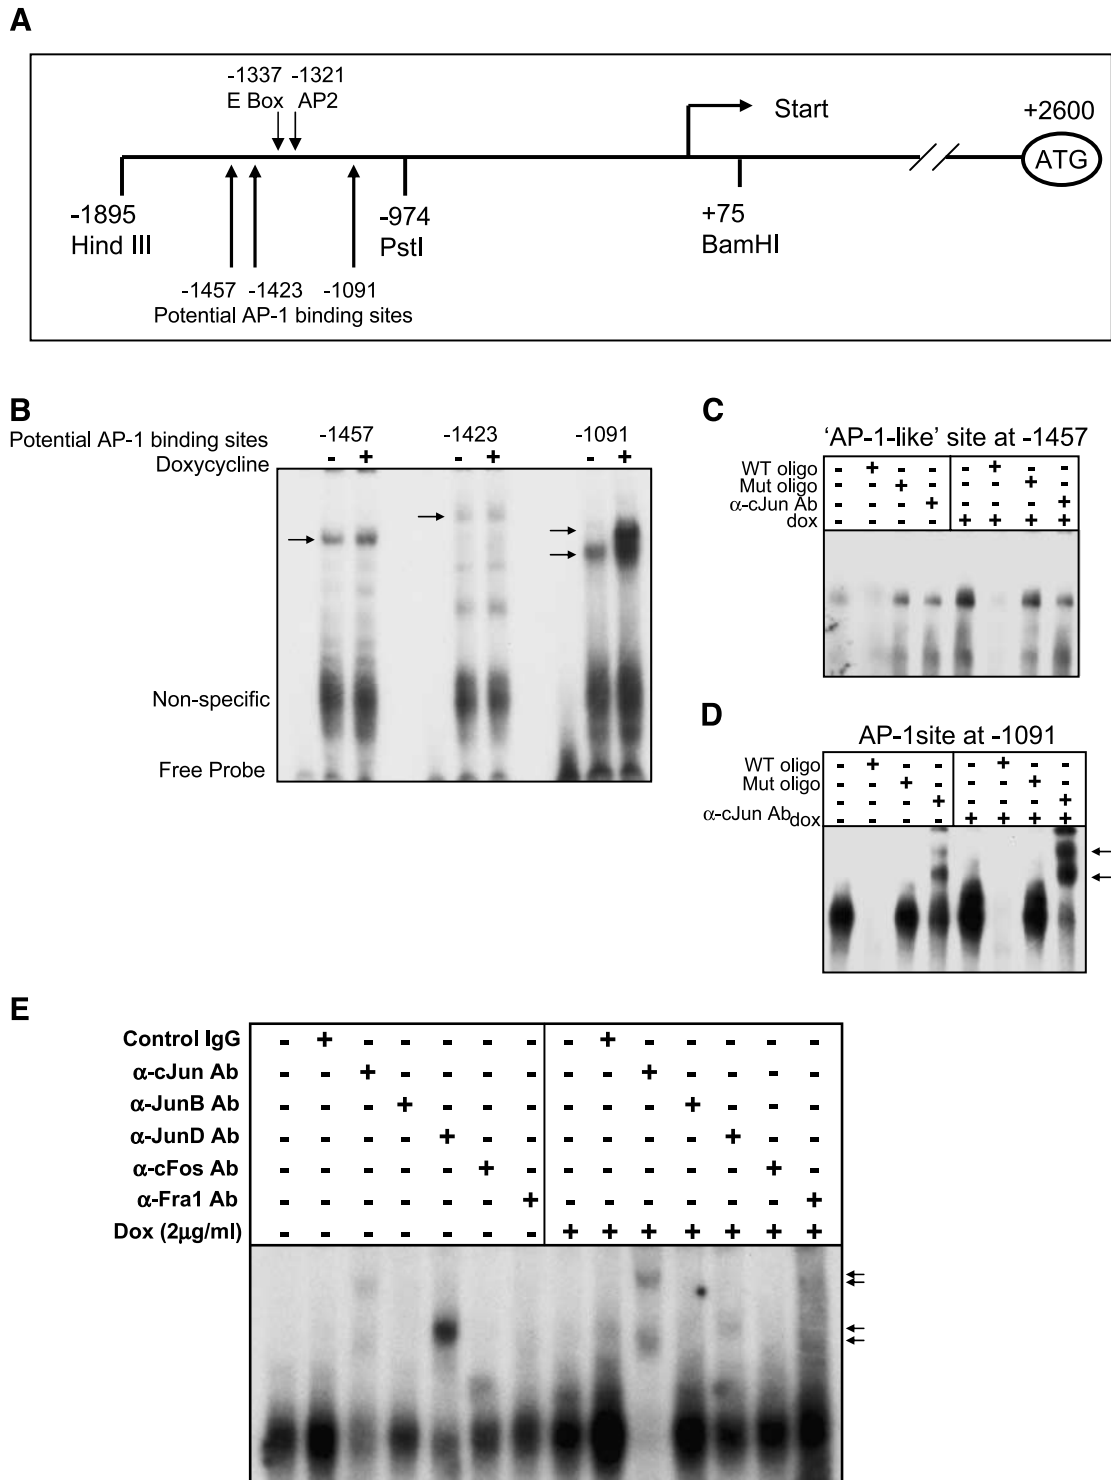 A
-1337 -1321
E Box AP2
Start
+2600
ATG
-1895
Hind III
-974
PstI
+75
BamHI
-1457 -1423 -1091
Potential AP-1 binding sites
B
Potential AP-1 binding sites -1457 -1423 -1091
Doxycycline - + - + - +
Non-specific
Free Probe
C
'AP-1-like' site at -1457
WT oligo - + - - - + - -
Mut oligo - - + - - - + -
α-cJun Ab - - - + - - - +
dox - - - - + + + +
D
AP-1site at -1091
WT oligo - + - - - + - -
Mut oligo - - + - - - + -
α-cJun Ab - - - + - - - +
dox - - - - + + + +
E
Control IgG - + - - - - - - + - - - - -
α-cJun Ab - - + - - - - - - + - - - -
α-JunB Ab - - - + - - - - - - + - - -
α-JunD Ab - - - - + - - - - - - + - -
α-cFos Ab - - - - - + - - - - - - + -
α-Fra1 Ab - - - - - - + - - - - - - +
Dox (2μg/ml) - - - - - - - + + + + + + +